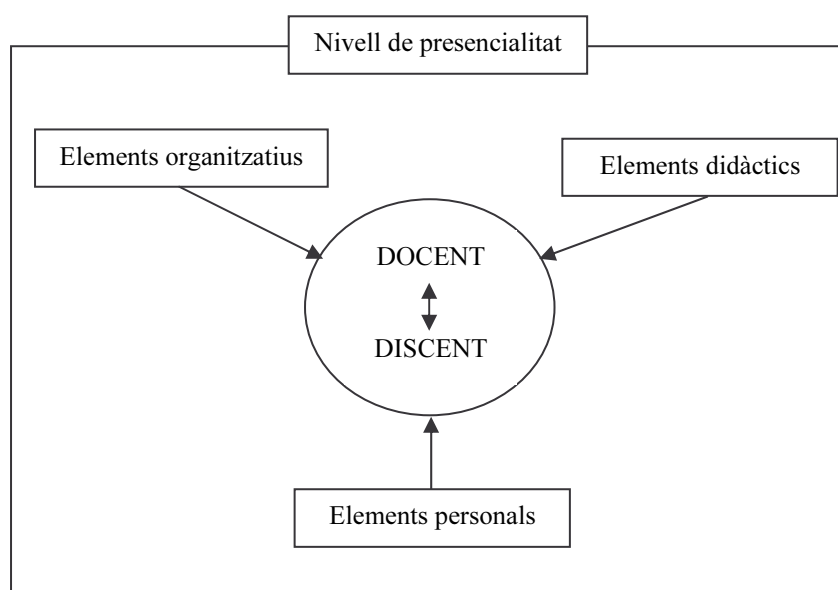 Nivell de presencialitat
Elements organitzatius
Elements didàctics
DOCENT
DISCENT
Elements personals